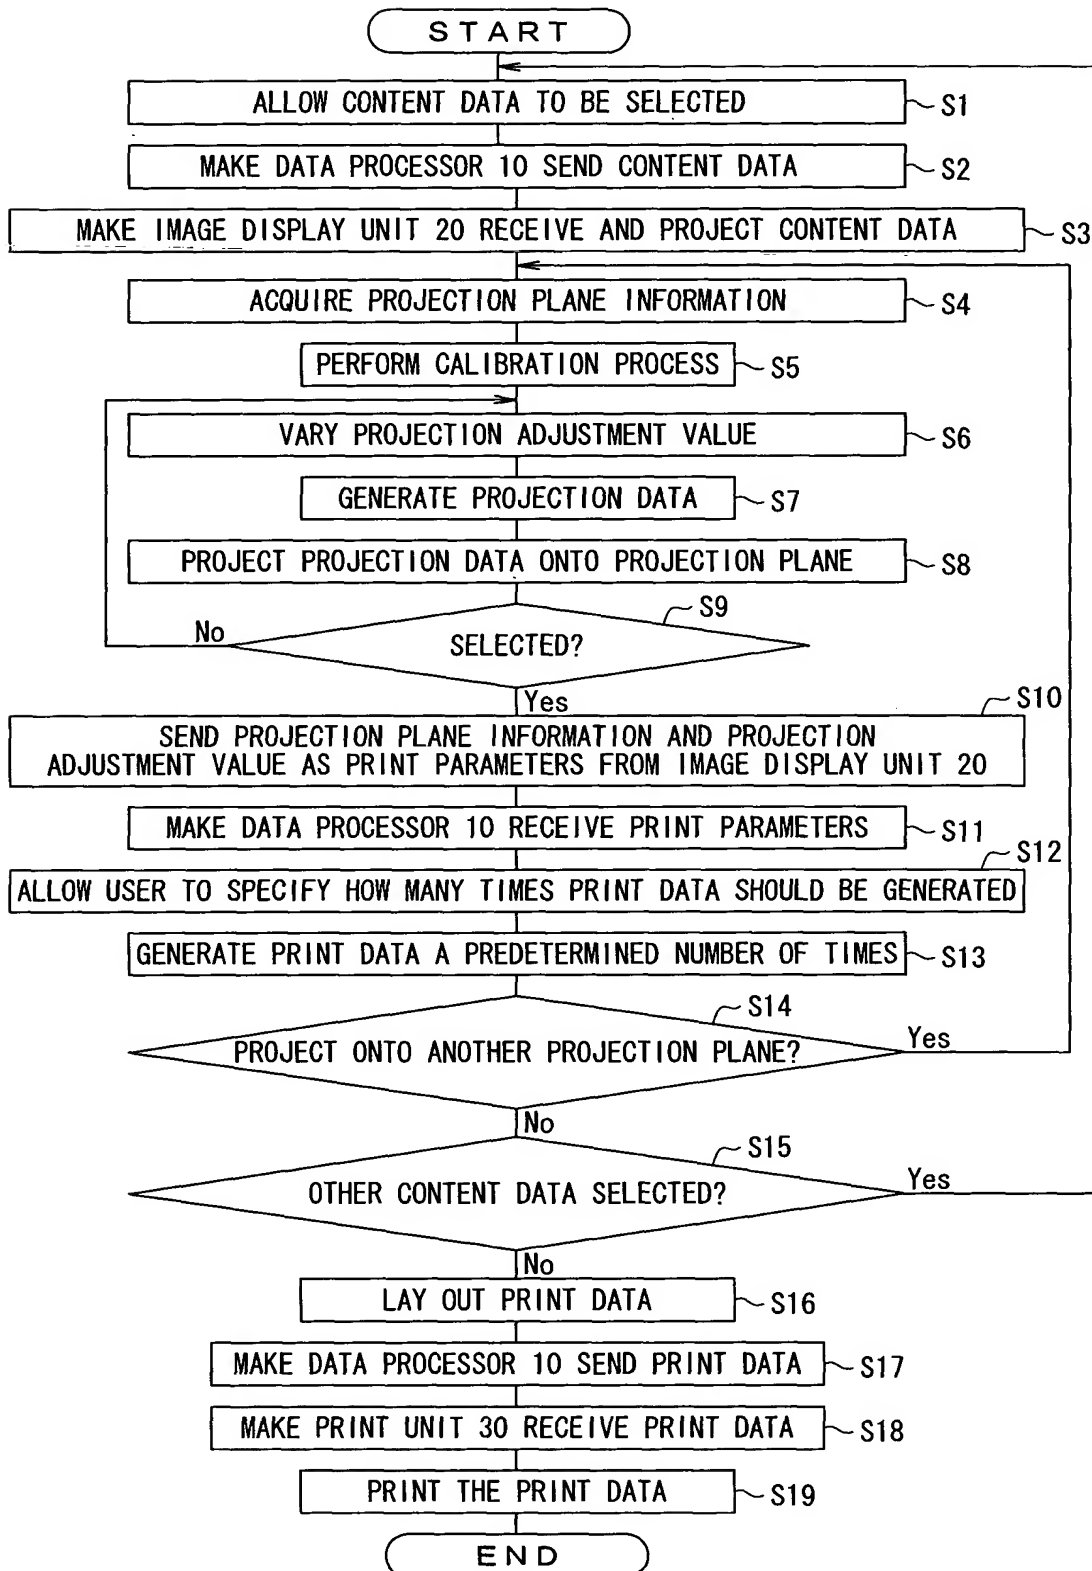 START
ALLOW CONTENT DATA TO BE SELECTED
S1
MAKE DATA PROCESSOR 10 SEND CONTENT DATA
S2
MAKE IMAGE DISPLAY UNIT 20 RECEIVE AND PROJECT CONTENT DATA
S3
ACQUIRE PROJECTION PLANE INFORMATION
S4
PERFORM CALIBRATION PROCESS
S5
VARY PROJECTION ADJUSTMENT VALUE
S6
GENERATE PROJECTION DATA
S7
PROJECT PROJECTION DATA ONTO PROJECTION PLANE
S8
S9
No
SELECTED?
Yes
S10
SEND PROJECTION PLANE INFORMATION AND PROJECTION
ADJUSTMENT VALUE AS PRINT PARAMETERS FROM IMAGE DISPLAY UNIT 20
MAKE DATA PROCESSOR 10 RECEIVE PRINT PARAMETERS
S11
S12
ALLOW USER TO SPECIFY HOW MANY TIMES PRINT DATA SHOULD BE GENERATED
GENERATE PRINT DATA A PREDETERMINED NUMBER OF TIMES
S13
S14
PROJECT ONTO ANOTHER PROJECTION PLANE?
Yes
No
S15
OTHER CONTENT DATA SELECTED?
Yes
No
LAY OUT PRINT DATA
S16
MAKE DATA PROCESSOR 10 SEND PRINT DATA
S17
MAKE PRINT UNIT 30 RECEIVE PRINT DATA
S18
PRINT THE PRINT DATA
S19
END